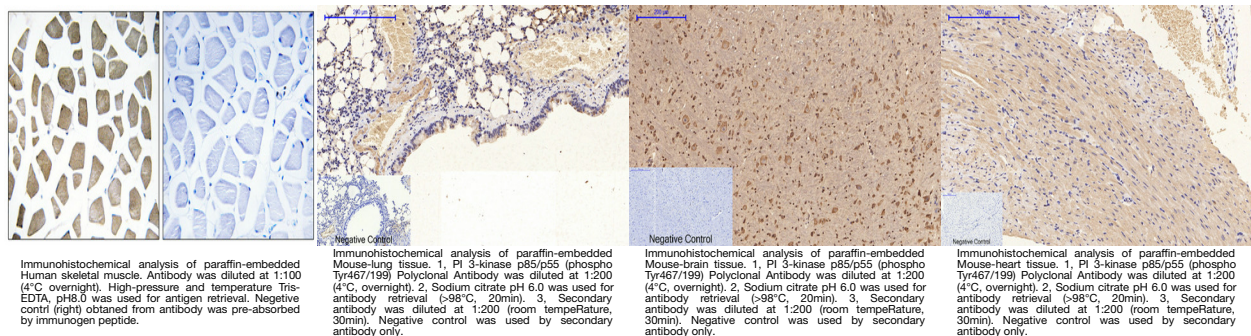 200 µm
200 µm
200 µm
Negative Control
Negative Control
Negative Control
Immunohistochemical analysis of paraffin-embedded
Human skeletal muscle. Antibody was diluted at 1:100
(4°C overnight). High-pressure and temperature Tris-
EDTA, pH8.0 was used for antigen retrieval. Negetive
contrl (right) obtaned from antibody was pre-absorbed
by immunogen peptide.
Immunohistochemical analysis of paraffin-embedded
Mouse-lung tissue. 1, PI 3-kinase p85/p55 (phospho
Tyr467/199) Polyclonal Antibody was diluted at 1:200
(4°C, overnight). 2, Sodium citrate pH 6.0 was used for
antibody retrieval (>98°C, 20min). 3, Secondary
antibody was diluted at 1:200 (room tempeRature,
30min). Negative control was used by secondary
antibody only.
Immunohistochemical analysis of paraffin-embedded
Mouse-brain tissue. 1, PI 3-kinase p85/p55 (phospho
Tyr467/199) Polyclonal Antibody was diluted at 1:200
(4°C, overnight). 2, Sodium citrate pH 6.0 was used for
antibody retrieval (>98°C, 20min). 3, Secondary
antibody was diluted at 1:200 (room tempeRature,
30min). Negative control was used by secondary
antibody only.
Immunohistochemical analysis of paraffin-embedded
Mouse-heart tissue. 1, PI 3-kinase p85/p55 (phospho
Tyr467/199) Polyclonal Antibody was diluted at 1:200
(4°C, overnight). 2, Sodium citrate pH 6.0 was used for
antibody retrieval (>98°C, 20min). 3, Secondary
antibody was diluted at 1:200 (room tempeRature,
30min). Negative control was used by secondary
antibody only.